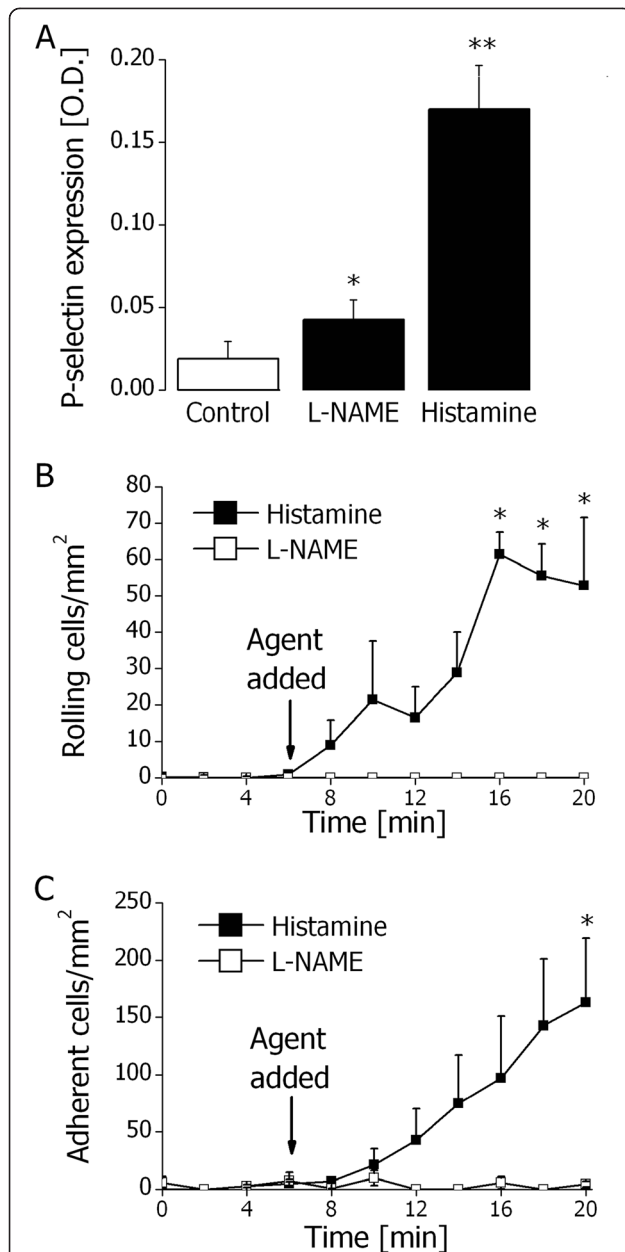 A
P-selectin expression [O.D.]
0.20
0.15
0.10
0.05
0.00
*
**
Control L-NAME Histamine
B
Rolling cells/mm²
80
70
60
50
40
30
20
10
0
Histamine
L-NAME
Agent
added
* * *
0 4 8 12 16 20
Time [min]
C
Adherent cells/mm²
250
200
150
100
50
0
Histamine
L-NAME
Agent
added
*
0 4 8 12 16 20
Time [min]